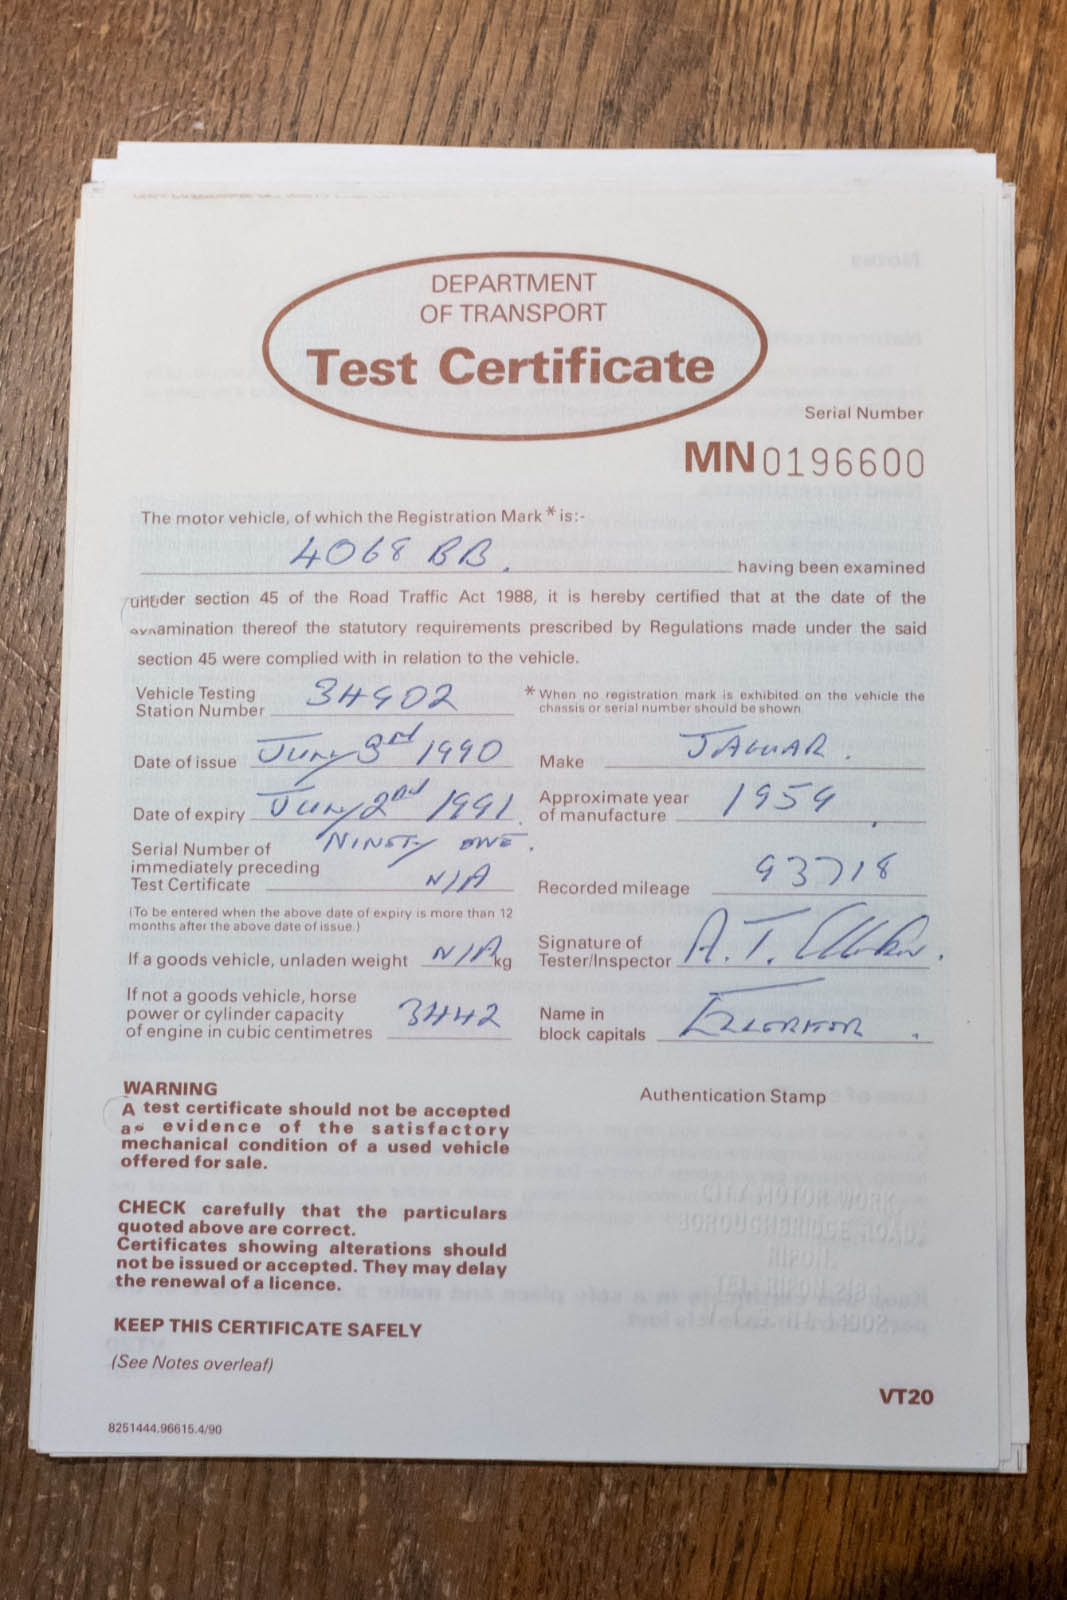 DEPARTMENT
OF TRANSPORT
Test Certificate
Serial Number
MN 0196600
The motor vehicle, of which the Registration Mark * is:-
4068 BB.
having been examined
under section 45 of the Road Traffic Act 1988, it is hereby certified that at the date of the
examination thereof the statutory requirements prescribed by Regulations made under the said
section 45 were complied with in relation to the vehicle.
Vehicle Testing
Station Number 34902
* When no registration mark is exhibited on the vehicle the
chassis or serial number should be shown
Date of issue July 3rd 1990
Make JAGUAR.
Date of expiry July 2nd 1991.
NINETY ONE.
Approximate year
of manufacture 1959
Serial Number of
immediately preceding
Test Certificate N/A
Recorded mileage 93718
(To be entered when the above date of expiry is more than 12
months after the above date of issue.)
Signature of
Tester/Inspector A. T.
If a goods vehicle, unladen weight N/A kg
If not a goods vehicle, horse
power or cylinder capacity
of engine in cubic centimetres 3442
Name in
block capitals
WARNING
A test certificate should not be accepted
as evidence of the satisfactory
mechanical condition of a used vehicle
offered for sale.
Authentication Stamp
CITY MOTOR WORKS
BOROUGHBRIDGE ROAD,
RIPON.
TEL: RIPON
CHECK carefully that the particulars
quoted above are correct.
Certificates showing alterations should
not be issued or accepted. They may delay
the renewal of a licence.
KEEP THIS CERTIFICATE SAFELY
(See Notes overleaf)
VT20
8251444.96615.4/90